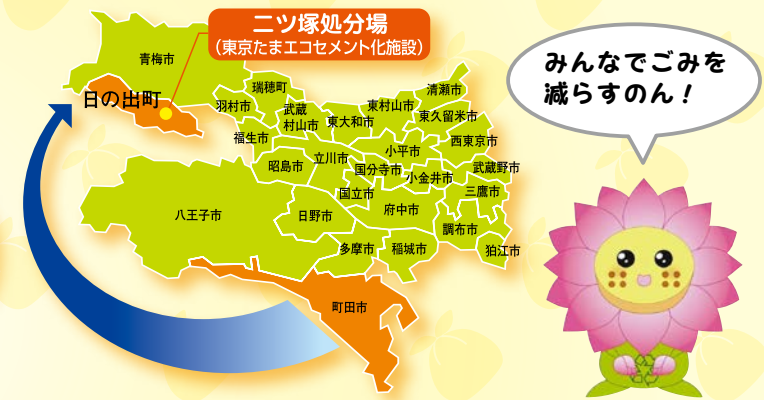 二ツ塚処分場
（東京たまエコセメント化施設）
みんなでごみを
減らすのん！
青梅市
日の出町
瑞穂町
羽村市
武蔵
村山市
東大和市
東村山市
清瀬市
東久留米市
西東京市
福生市
昭島市
立川市
小平市
国分寺市
小金井市
武蔵野市
三鷹市
国立市
府中市
調布市
狛江市
八王子市
日野市
多摩市
稲城市
町田市